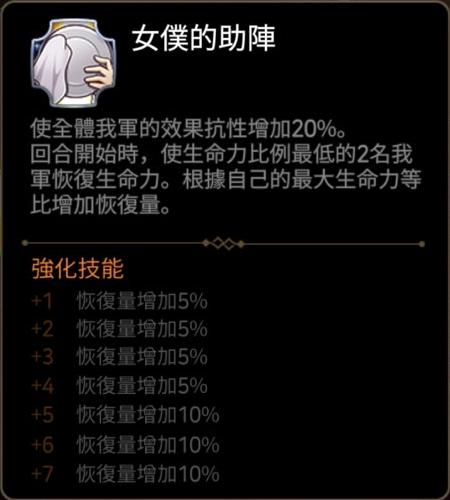 女僕的助陣
使全體我軍的效果抗性增加20%。
回合開始時，使生命力比例最低的2名我
軍恢復生命力。根據自己的最大生命力等
比增加恢復量。
強化技能
+1 恢復量增加5%
+2 恢復量增加5%
+3 恢復量增加5%
+4 恢復量增加5%
+5 恢復量增加10%
+6 恢復量增加10%
+7 恢復量增加10%